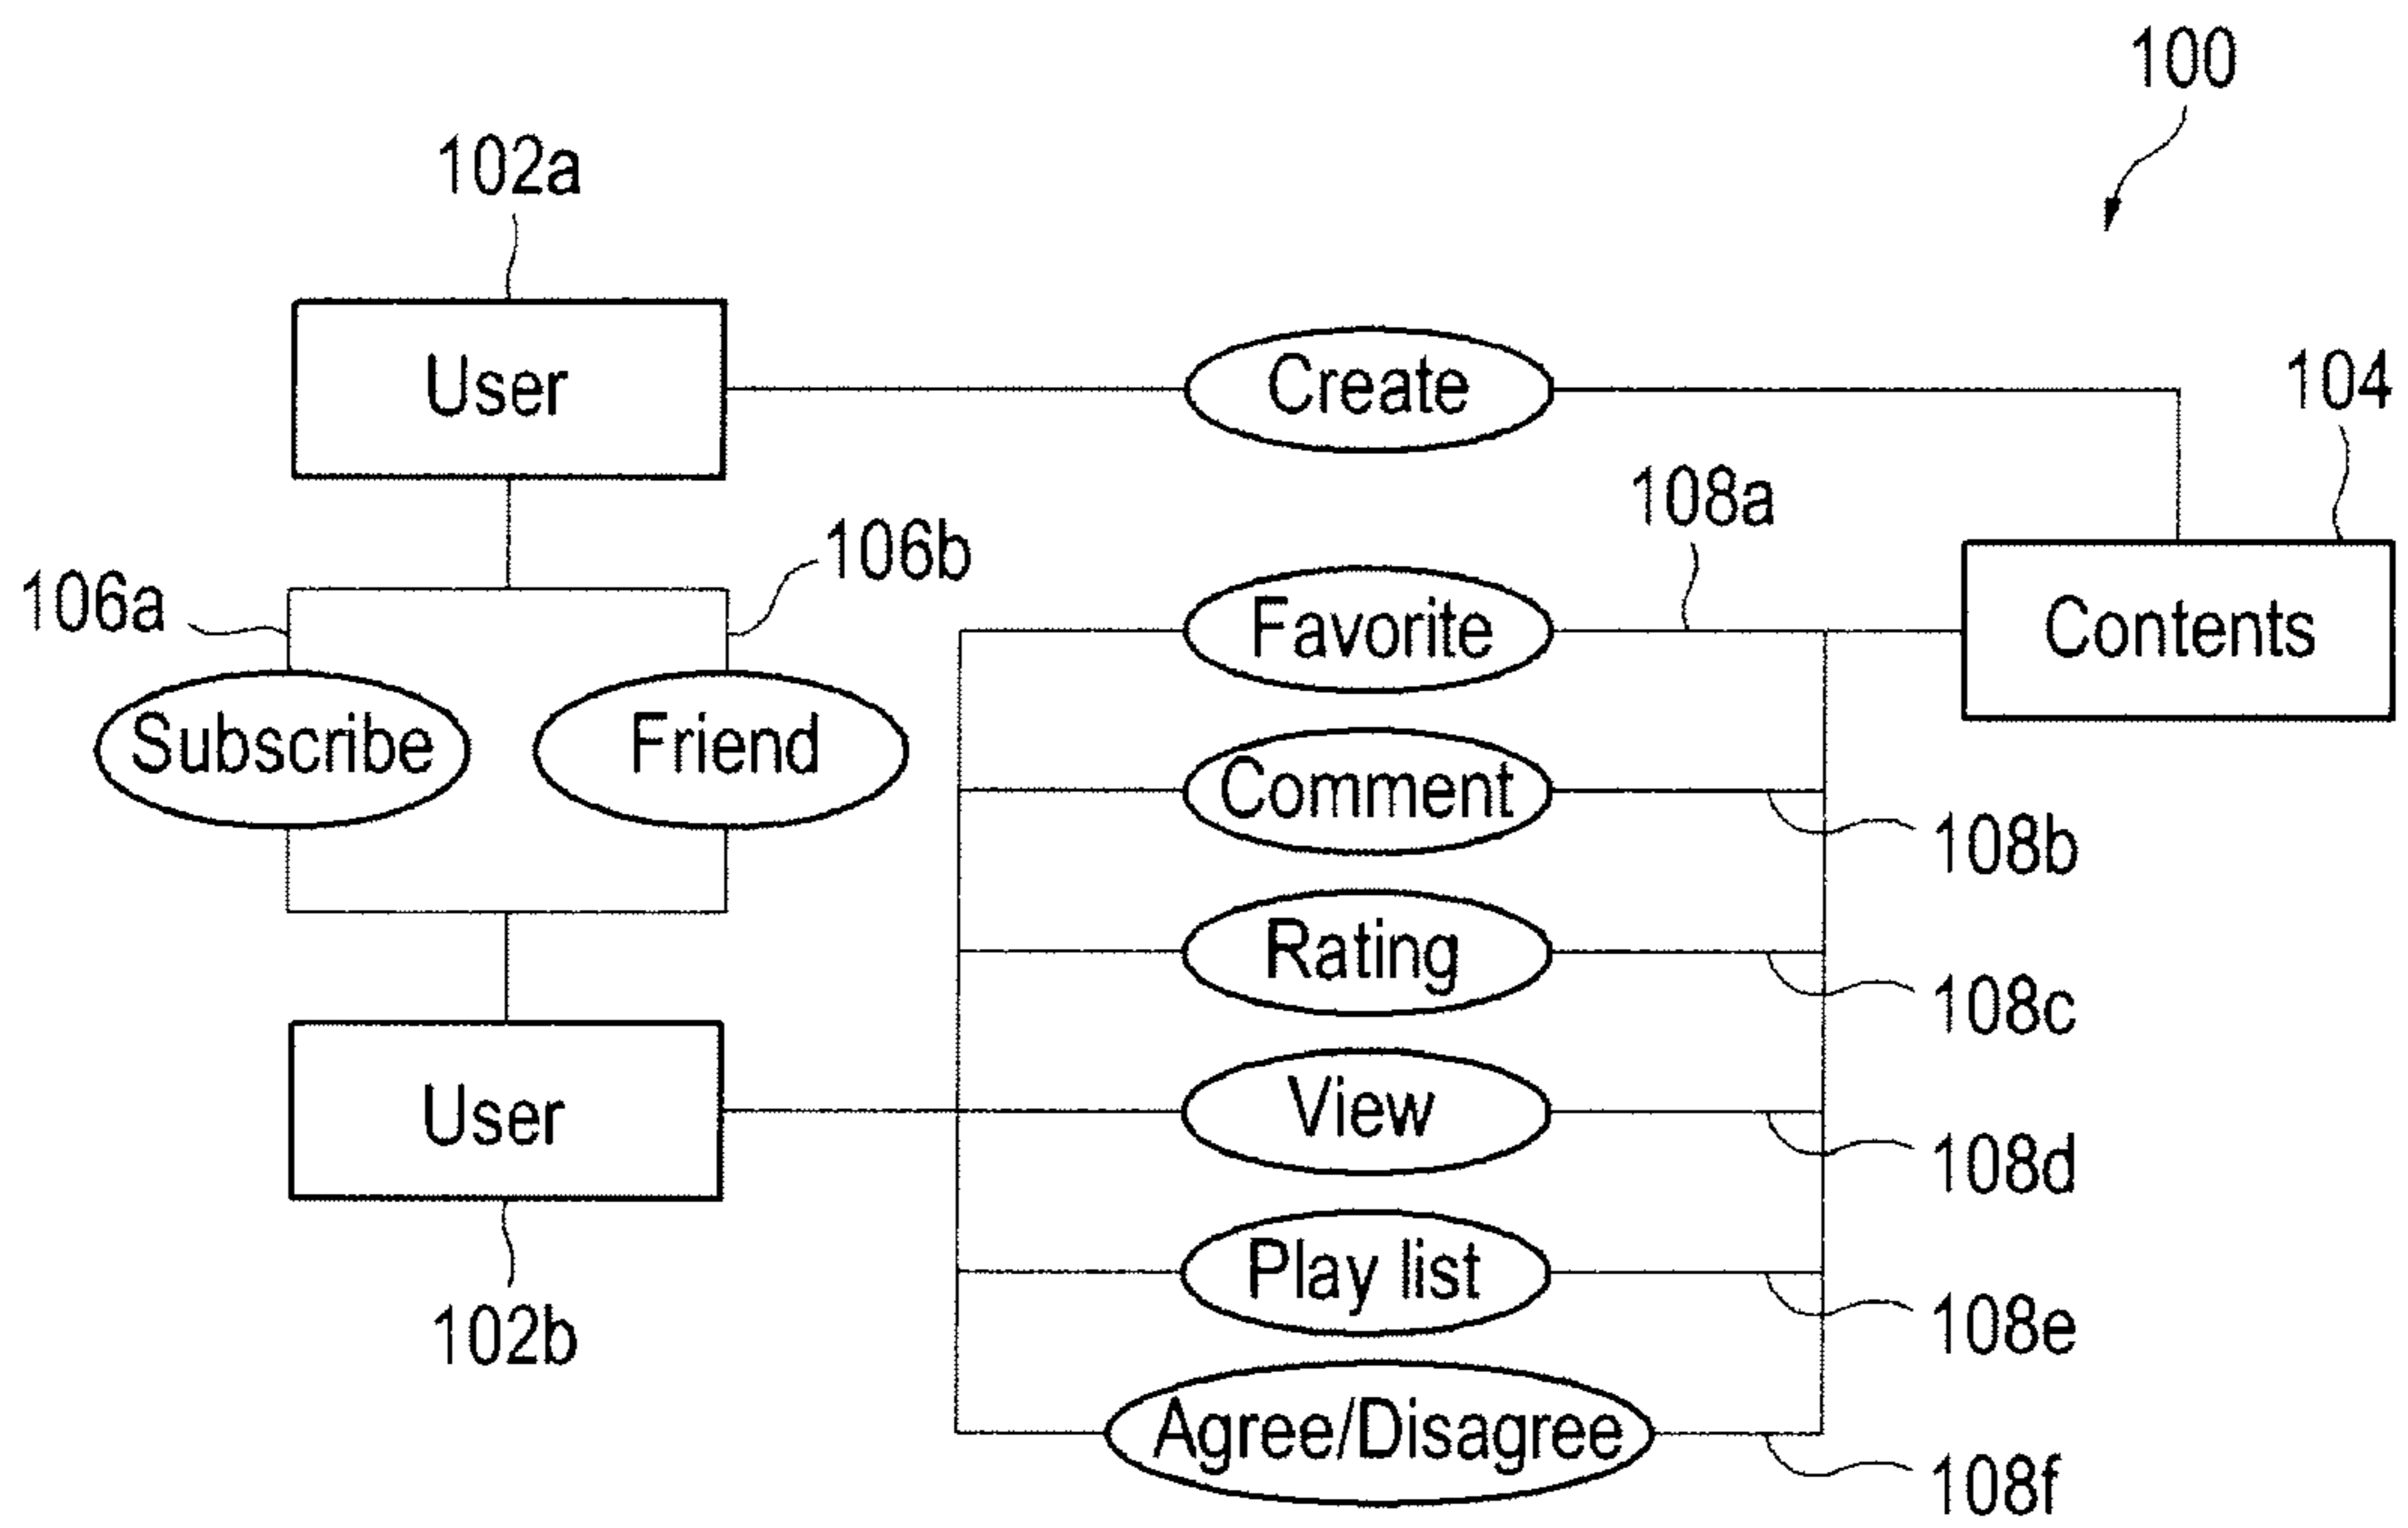 100
102a
User
Create
104
108a
106b
106a
Favorite
Contents
Subscribe
Friend
Comment
108b
Rating
108c
User
View
108d
Play list
108e
102b
Agree/Disagree
108f